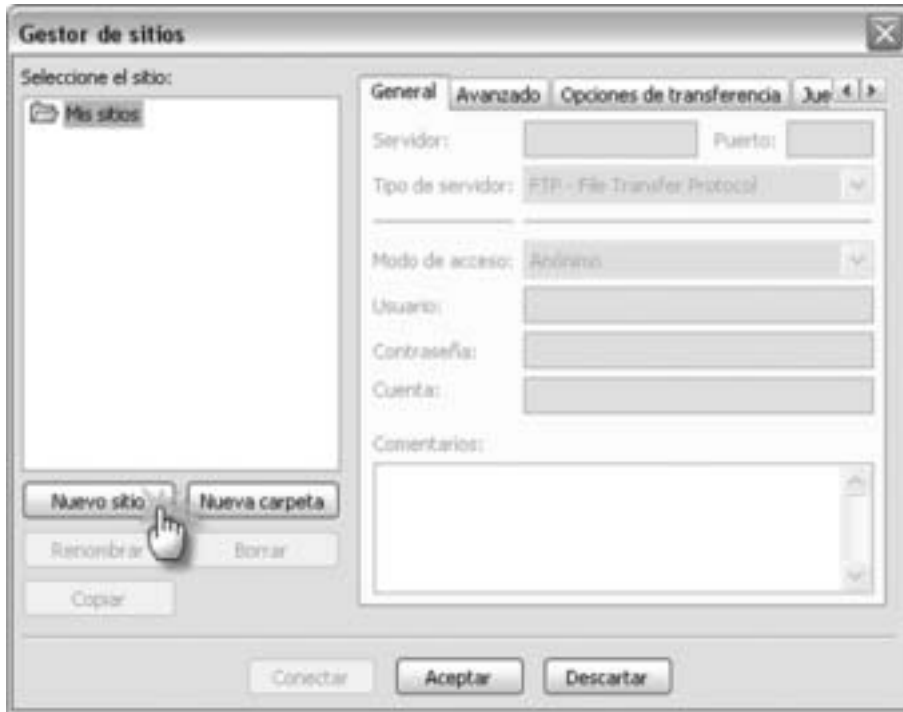 Gestor de sitios
Seleccione el sitio:
Mis sitios
Nuevo sitio
Nueva carpeta
Renombrar
Borrar
Copiar
General
Avanzado
Opciones de transferencia
Jue
Servidor:
Puerto:
Tipo de servidor:
FTP - File Transfer Protocol
Modo de acceso:
Anónimo
Usuario:
Contraseña:
Cuenta:
Comentarios:
Conectar
Aceptar
Descartar